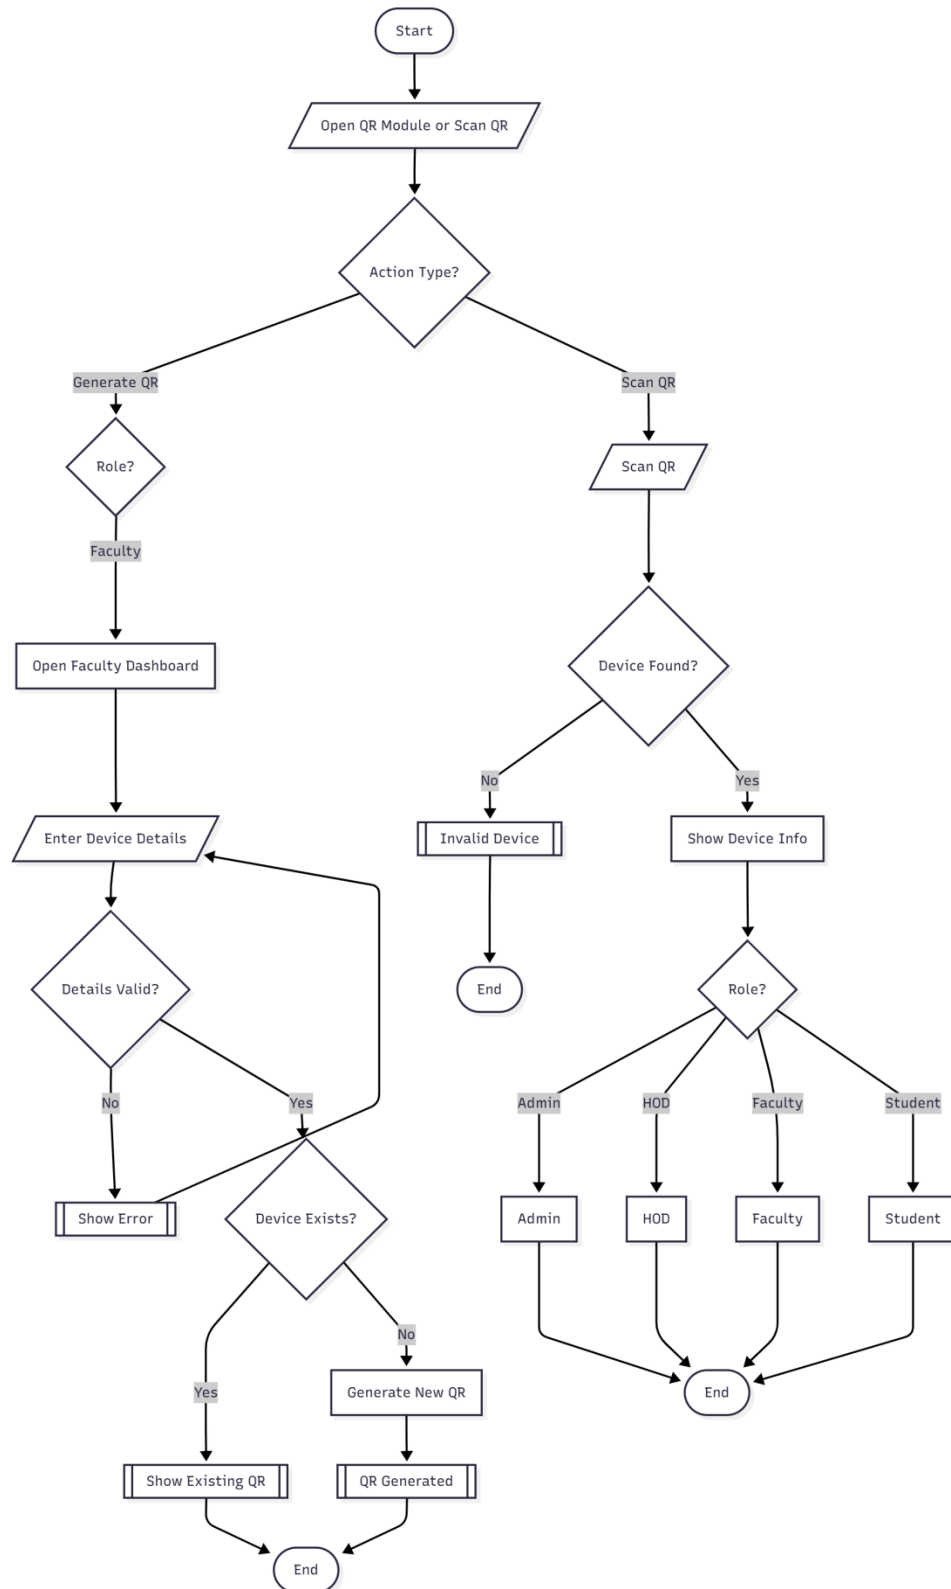 Start
Open QR Module or Scan QR
Action Type?
Generate QR
Scan QR
Role?
Scan QR
Faculty
Open Faculty Dashboard
Device Found?
No
Yes
Enter Device Details
Invalid Device
Show Device Info
Details Valid?
End
Role?
No
Yes
Admin
HOD
Faculty
Student
Show Error
Device Exists?
Admin
HOD
Faculty
Student
No
Yes
Generate New QR
End
Show Existing QR
QR Generated
End